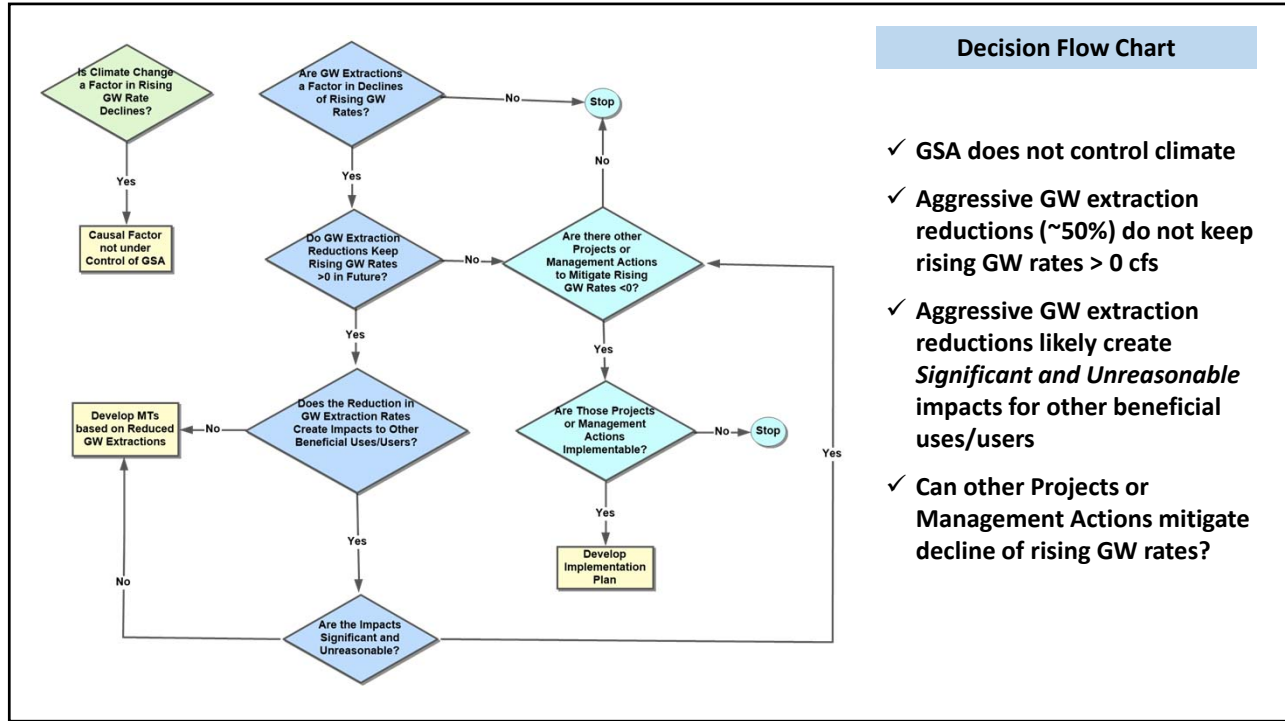 Is Climate Change
a Factor in Rising
GW Rate
Declines?
Yes
Causal Factor
not under
Control of GSA
Are GW Extractions
a Factor in Declines
of Rising GW
Rates?
No
Stop
Yes
No
Do GW Extraction
Reductions Keep
Rising GW Rates
>0 in Future?
No
Are there other
Projects or
Management Actions
to Mitigate Rising
GW Rates <0?
Yes
Yes
Does the Reduction in
GW Extraction Rates
Create Impacts to Other
Beneficial Uses/Users?
No
Develop MTs
based on Reduced
GW Extractions
Are Those Projects
or Management
Actions
Implementable?
No
Stop
Yes
Yes
Yes
Develop
Implementation
Plan
No
Are the Impacts
Significant and
Unreasonable?
Decision Flow Chart
✓ GSA does not control climate
✓ Aggressive GW extraction
reductions (~50%) do not keep
rising GW rates > 0 cfs
✓ Aggressive GW extraction
reductions likely create
Significant and Unreasonable
impacts for other beneficial
uses/users
✓ Can other Projects or
Management Actions mitigate
decline of rising GW rates?